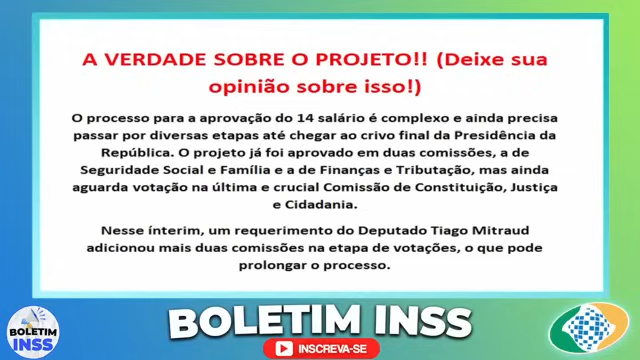 A VERDADE SOBRE O PROJETO!! (Deixe sua
opinião sobre isso!)
O processo para a aprovação do 14 salário é complexo e ainda precisa
passar por diversas etapas até chegar ao crivo final da Presidência da
República. O projeto já foi aprovado em duas comissões, a de
Seguridade Social e Família e a de Finanças e Tributação, mas ainda
aguarda votação na última e crucial Comissão de Constituição, Justiça
e Cidadania.
Nesse ínterim, um requerimento do Deputado Tiago Mitraud
adicionou mais duas comissões na etapa de votações, o que pode
prolongar o processo.
BOLETIM
INSS
BOLETIM INSS
INSCREVA-SE